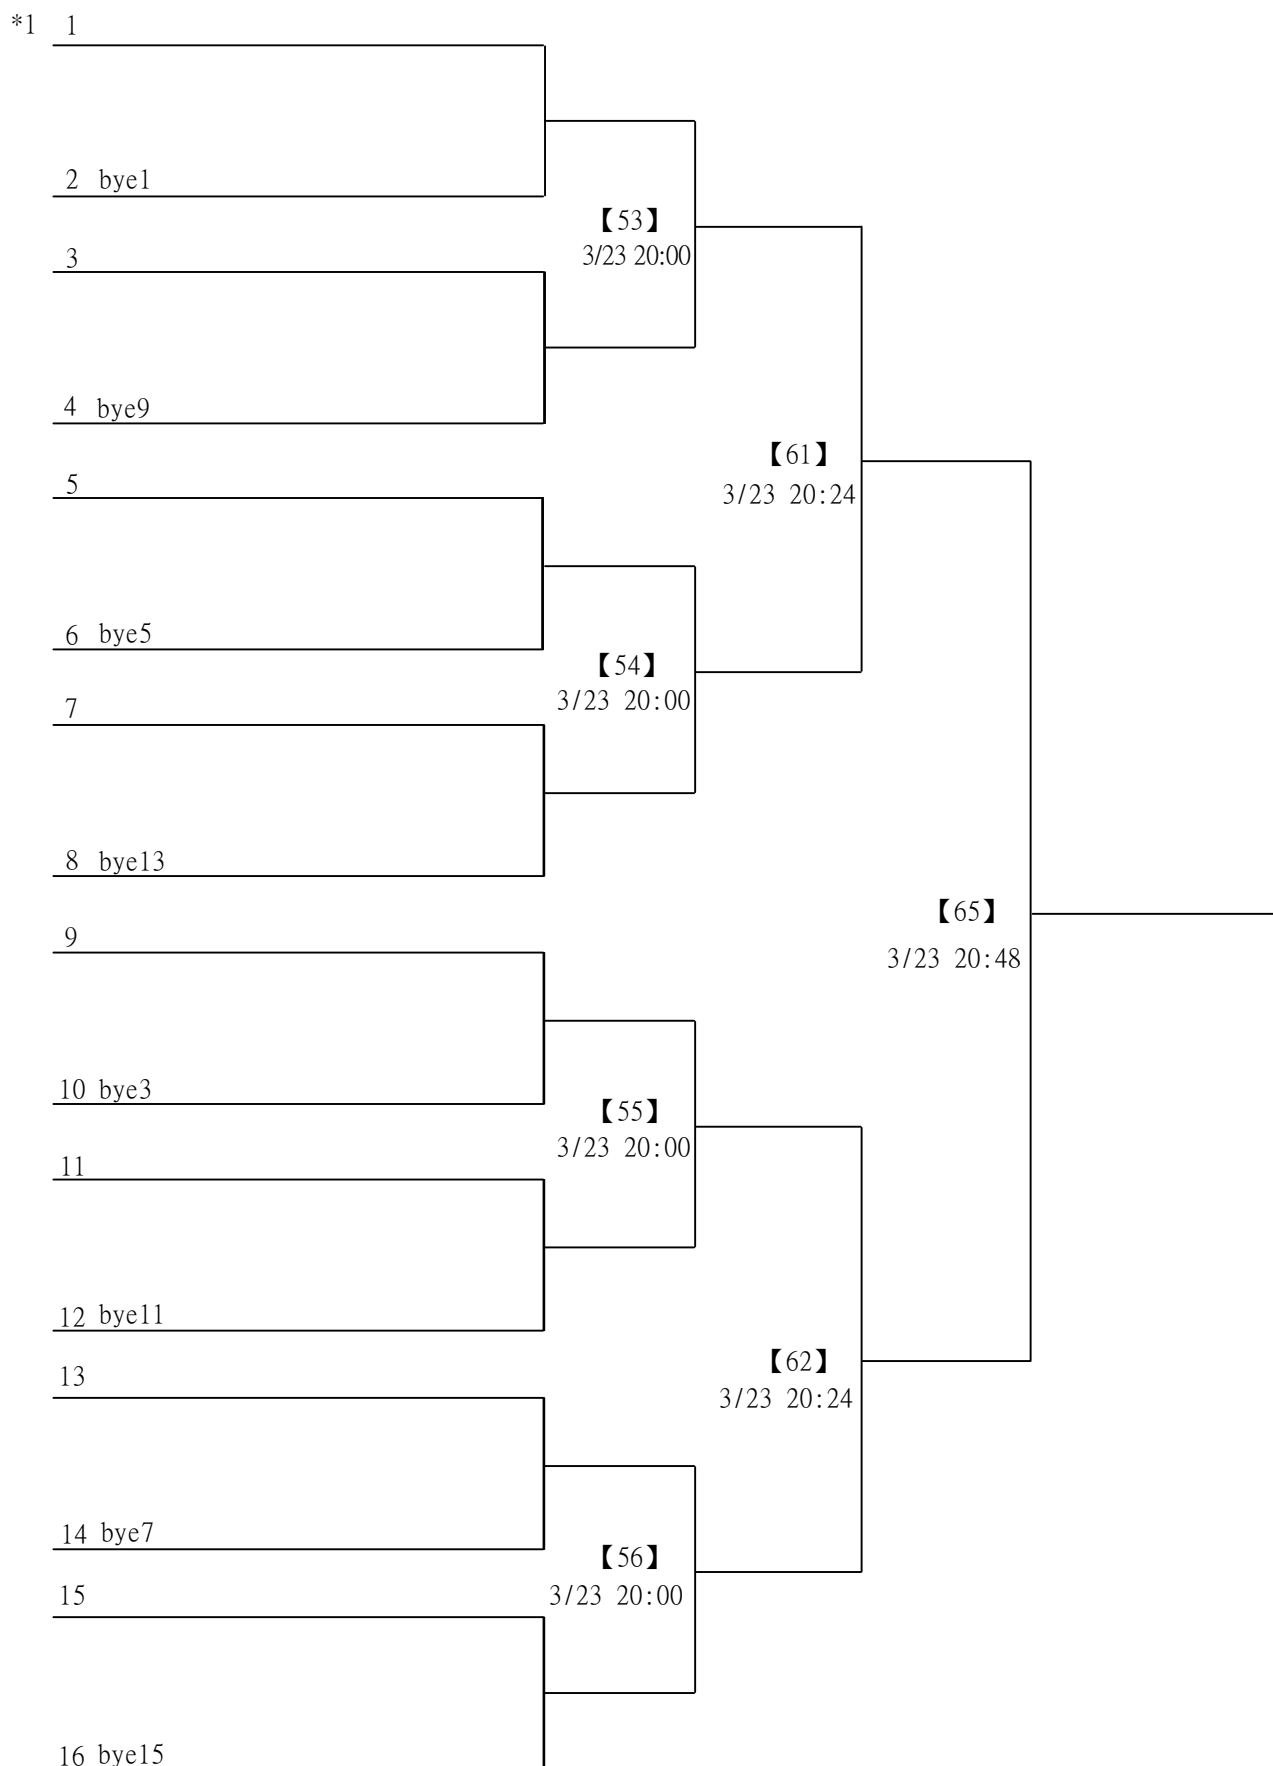 *1 1
2 bye1
【53】
3/23 20:00
3
4 bye9
【61】
3/23 20:24
5
6 bye5
【54】
3/23 20:00
7
8 bye13
【65】
3/23 20:48
9
10 bye3
【55】
3/23 20:00
11
12 bye11
【62】
3/23 20:24
13
14 bye7
【56】
3/23 20:00
15
16 bye15